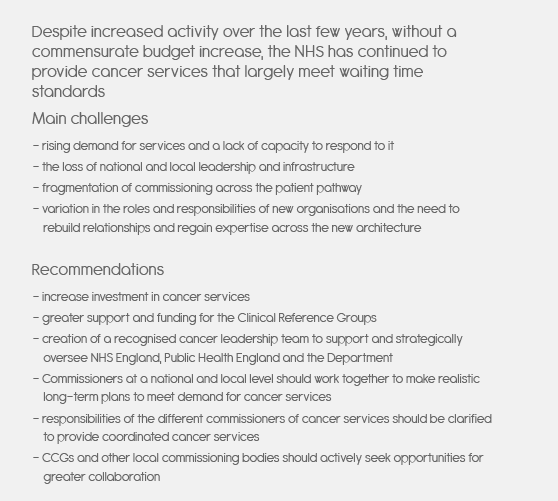 Despite increased activity over the last few years, without a
commensurate budget increase, the NHS has continued to
provide cancer services that largely meet waiting time
standards
Main challenges
- rising demand for services and a lack of capacity to respond to it
- the loss of national and local leadership and infrastructure
- fragmentation of commissioning across the patient pathway
- variation in the roles and responsibilities of new organisations and the need to
rebuild relationships and regain expertise across the new architecture
Recommendations
- increase investment in cancer services
- greater support and funding for the Clinical Reference Groups
- creation of a recognised cancer leadership team to support and strategically
oversee NHS England, Public Health England and the Department
- Commissioners at a national and local level should work together to make realistic
long-term plans to meet demand for cancer services
- responsibilities of the different commissioners of cancer services should be clarified
to provide coordinated cancer services
- CCGs and other local commissioning bodies should actively seek opportunities for
greater collaboration